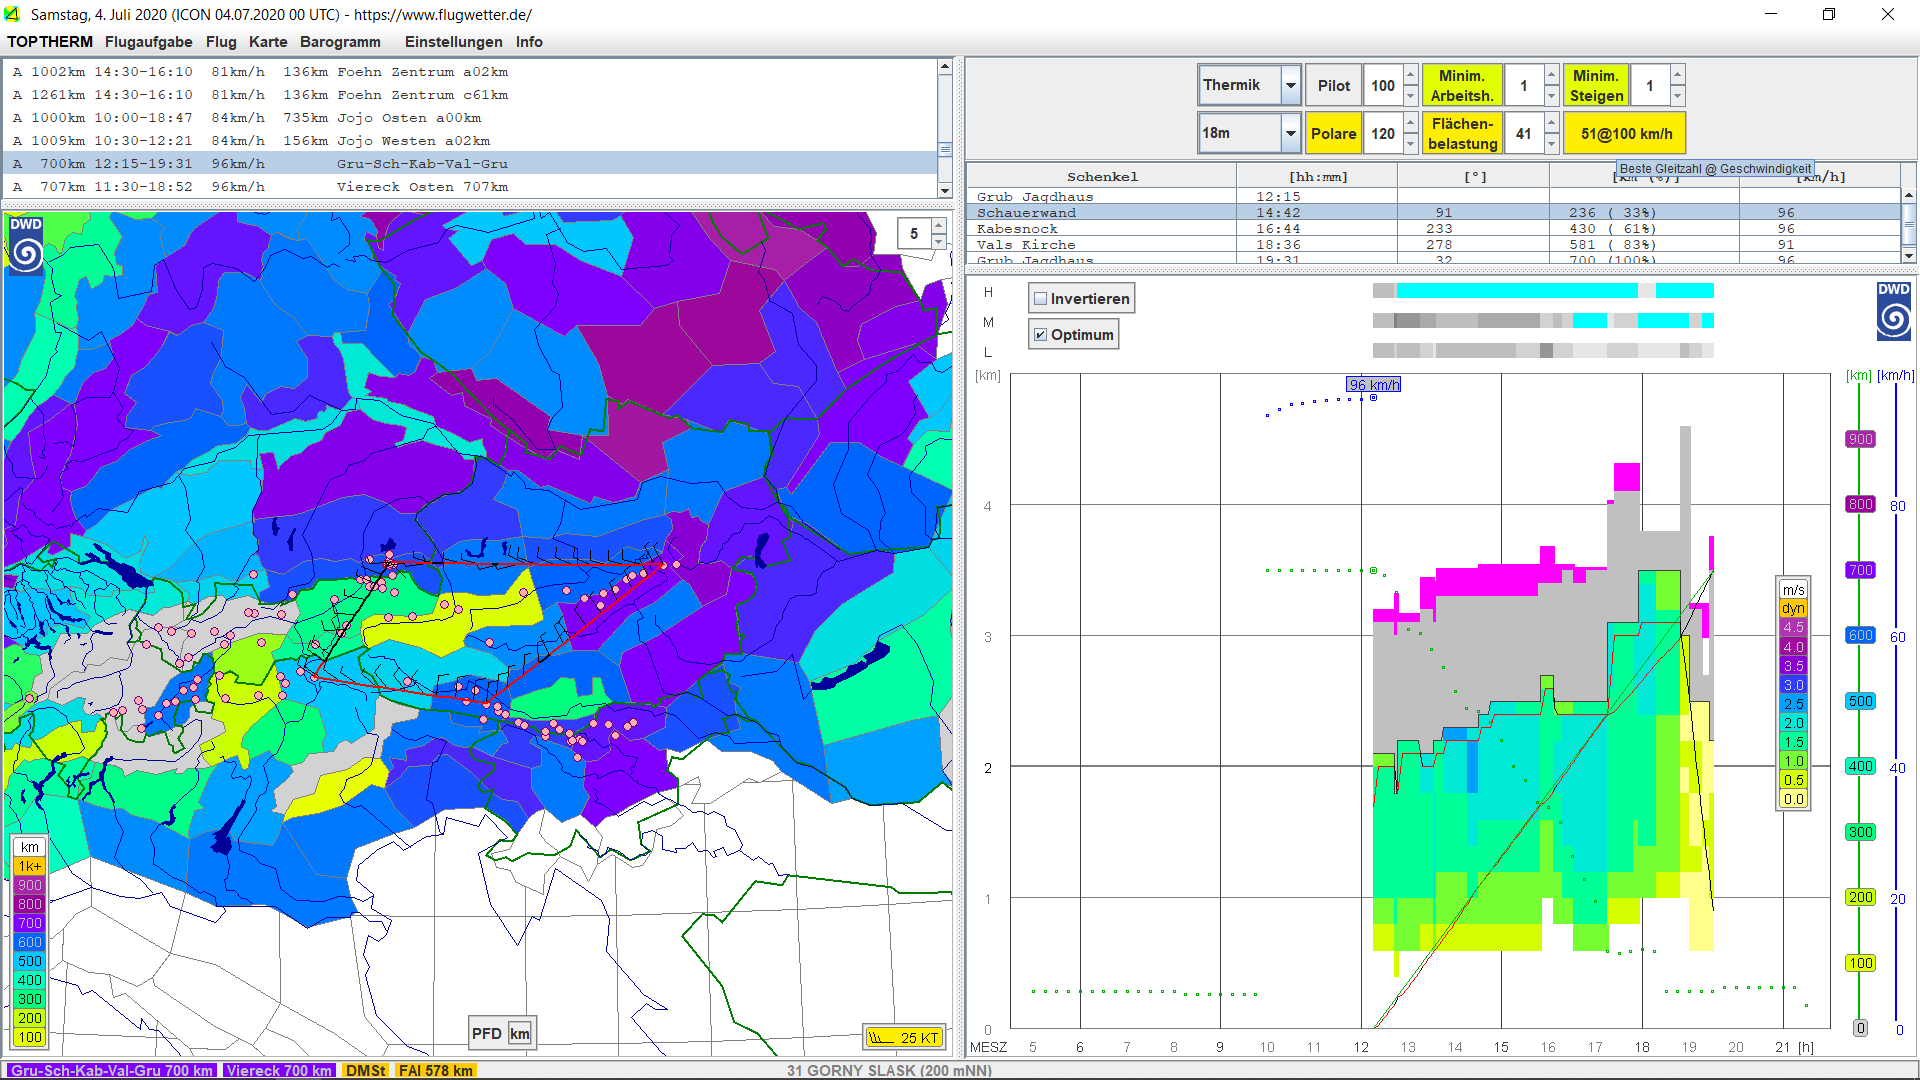 Samstag, 4. Juli 2020 (ICON 04.07.2020 00 UTC) - https://www.flugwetter.de/
TOPTHERM Flugaufgabe Flug Karte Barogramm Einstellungen Info
A 1002km 14:30-16:10 81km/h 136km Foehn Zentrum a02km
A 1261km 14:30-16:10 81km/h 136km Foehn Zentrum c61km
A 1000km 10:00-18:47 84km/h 735km Jojo Osten a00km
A 1009km 10:30-12:21 84km/h 156km Jojo Westen a02km
A 700km 12:15-19:31 96km/h Gru-Sch-Kab-Val-Gru
A 707km 11:30-18:52 96km/h Viereck Osten 707km
Thermik Pilot 100 Minim. Arbeitsh. 1 Minim. Steigen 1
18m Polare 120 Flächen-belastung 41 51@100 km/h
Beste Gleitzahl @ Geschwindigkeit
Schenkel [hh:mm] [°] [km (%)] [km/h]
Grub Jagdhaus 12:15
Schauerwand 14:42 91 236 ( 33%) 96
Kabesnock 16:44 233 430 ( 61%) 96
Vals Kirche 18:36 278 581 ( 83%) 91
Grub Jagdhaus 19:31 32 700 (100%) 96
DWD
5
km
1k+
900
800
700
600
500
400
300
200
100
PFD km
25 KT
H
M
L
Invertieren
Optimum
DWD
[km]
96 km/h
[km] [km/h]
4
3
2
1
0
900
800
700
600
500
400
300
200
100
0
80
60
40
20
0
m/s
dyn
4.5
4.0
3.5
3.0
2.5
2.0
1.5
1.0
0.5
0.0
MESZ 5 6 7 8 9 10 11 12 13 14 15 16 17 18 19 20 21 [h]
Gru-Sch-Kab-Val-Gru 700 km Viereck 700 km DMSt FAI 578 km 31 GORNY SLASK (200 mNN)